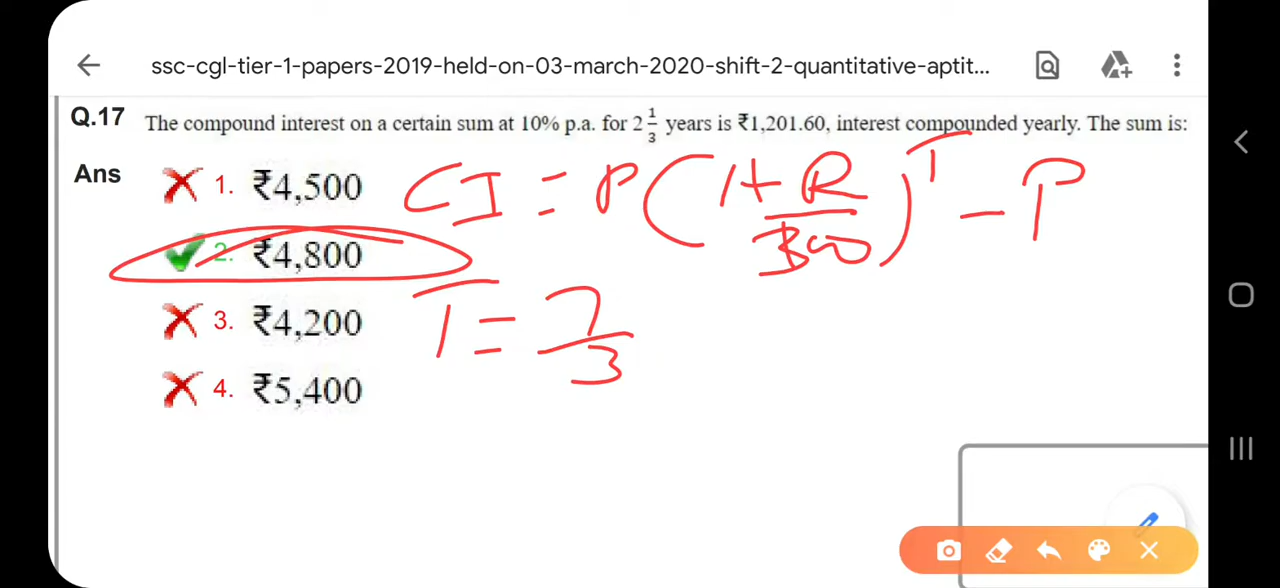 ssc-cgl-tier-1-papers-2019-held-on-03-march-2020-shift-2-quantitative-aptit...
Q.17 The compound interest on a certain sum at 10% p.a. for 2 1/3 years is ₹1,201.60, interest compounded yearly. The sum is:
Ans 1. ₹4,500
CI = P(1+R/300)^T - P
2. ₹4,800
T = 7/3
3. ₹4,200
4. ₹5,400